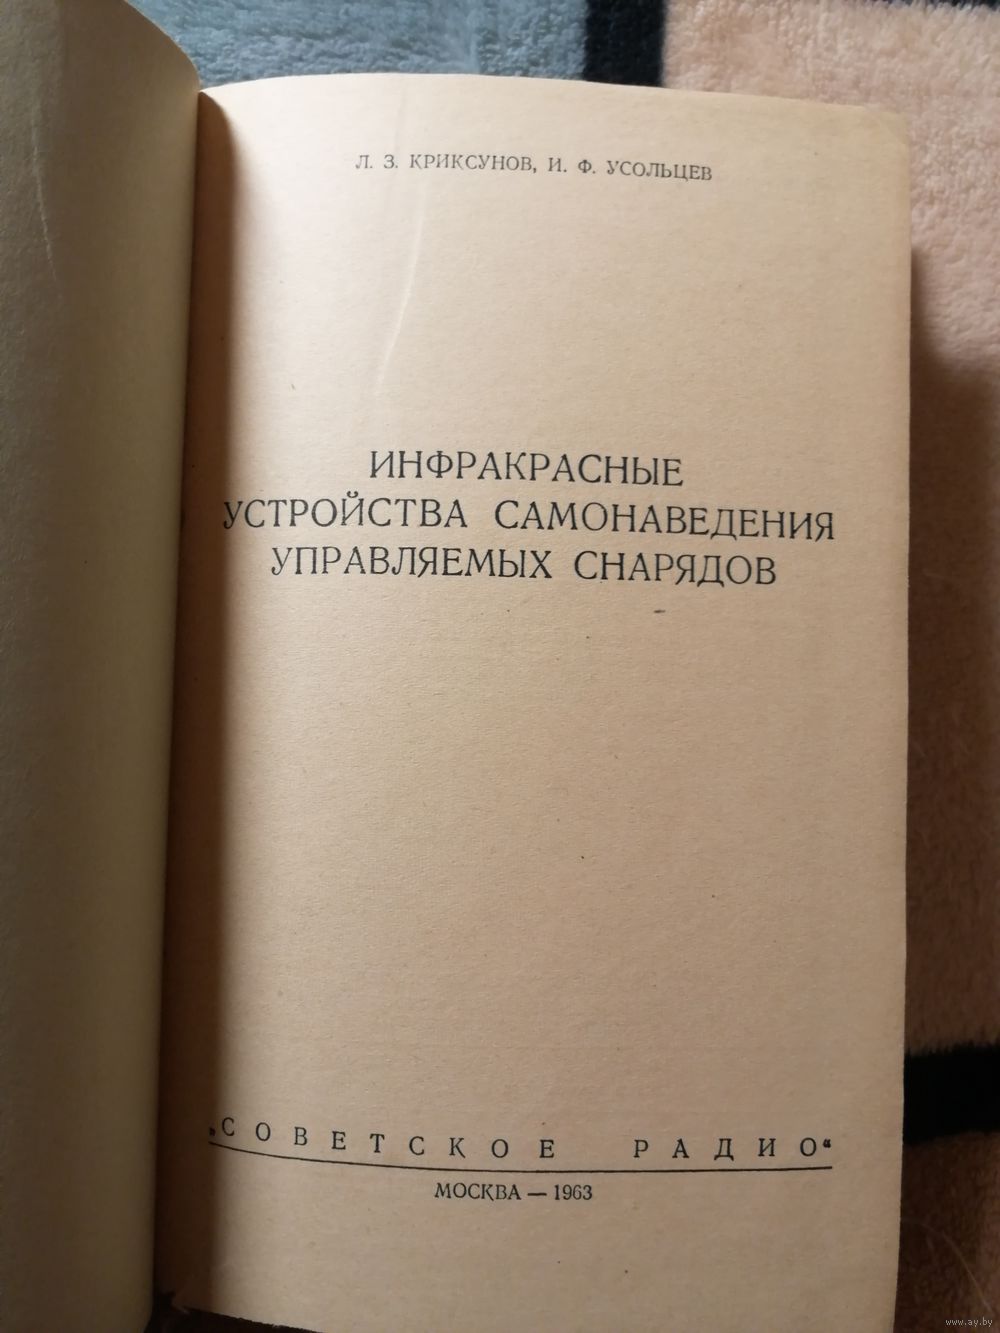 Л. З. КРИКСУНОВ, И. Ф. УСОЛЬЦЕВ
ИНФРАКРАСНЫЕ
УСТРОЙСТВА САМОНАВЕДЕНИЯ
УПРАВЛЯЕМЫХ СНАРЯДОВ
„СОВЕТСКОЕ РАДИО“
МОСКВА — 1963
www.ay.by